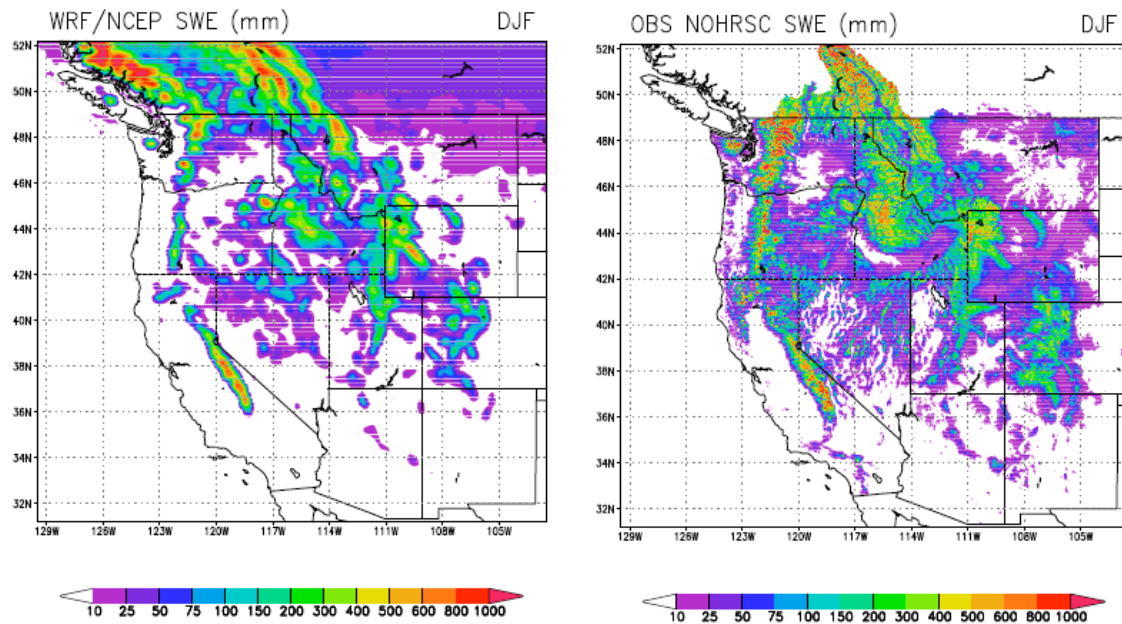 WRF/NCEP SWE (mm) DJF
52N
50N
48N
46N
44N
42N
40N
38N
36N
34N
32N
129W 126W 123W 120W 117W 114W 111W 108W 105W
10 25 50 75 100 150 200 300 400 500 600 800 1000
OBS NOHRSC SWE (mm) DJF
52N
50N
48N
46N
44N
42N
40N
38N
36N
34N
32N
129W 126W 123W 120W 117W 114W 111W 108W 105W
10 25 50 75 100 150 200 300 400 500 600 800 1000